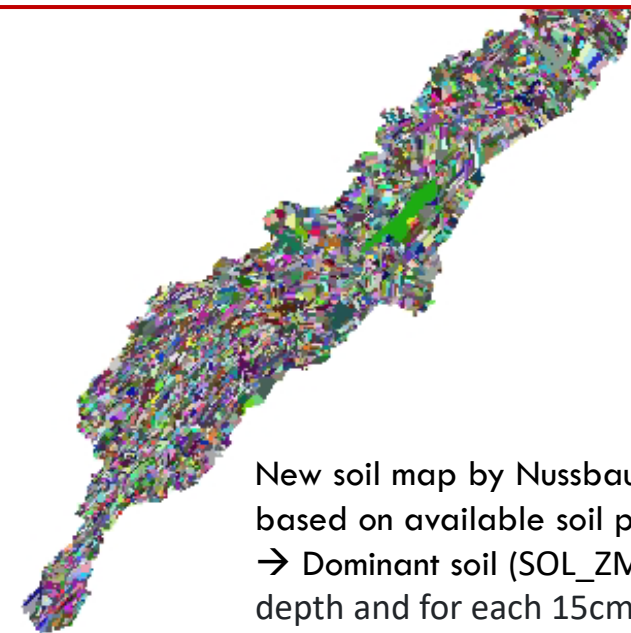 New soil map by
based on available soil
→ Dominant soil
depth and for each 15cm